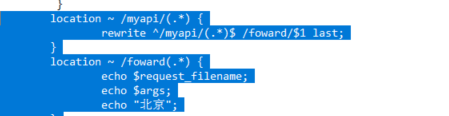 }
location ~ /myapi/(.*) {
rewrite ^/myapi/(.*)$ /foward/$1 last;
}
location ~ /foward(.*) {
echo $request_filename;
echo $args;
echo "北京";
}